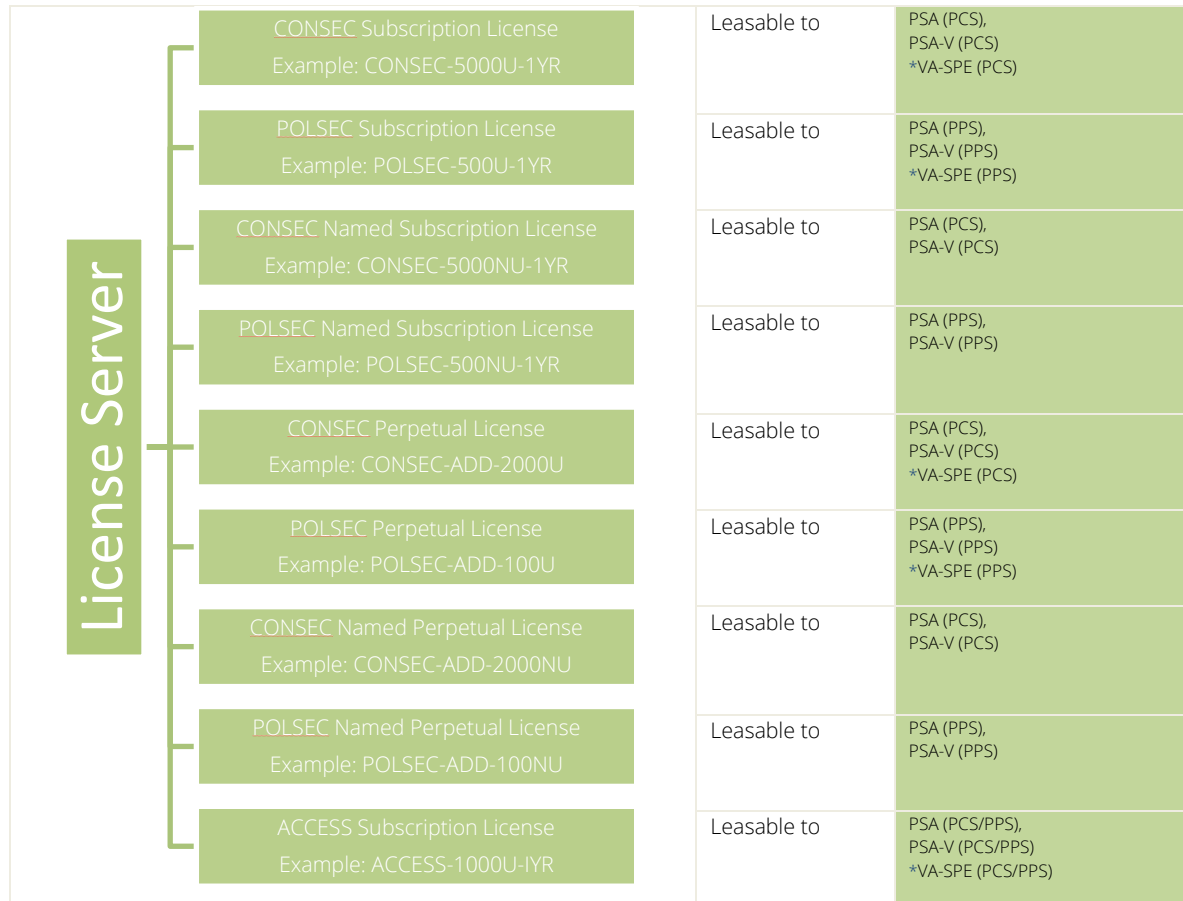 License Server
CONSEC Subscription License
Example: CONSEC-5000U-1YR
Leasable to
PSA (PCS),
PSA-V (PCS)
*VA-SPE (PCS)
POLSEC Subscription License
Example: POLSEC-500U-1YR
Leasable to
PSA (PPS),
PSA-V (PPS)
*VA-SPE (PPS)
CONSEC Named Subscription License
Example: CONSEC-5000NU-1YR
Leasable to
PSA (PCS),
PSA-V (PCS)
POLSEC Named Subscription License
Example: POLSEC-500NU-1YR
Leasable to
PSA (PPS),
PSA-V (PPS)
CONSEC Perpetual License
Example: CONSEC-ADD-2000U
Leasable to
PSA (PCS),
PSA-V (PCS)
*VA-SPE (PCS)
POLSEC Perpetual License
Example: POLSEC-ADD-100U
Leasable to
PSA (PPS),
PSA-V (PPS)
*VA-SPE (PPS)
CONSEC Named Perpetual License
Example: CONSEC-ADD-2000NU
Leasable to
PSA (PCS),
PSA-V (PCS)
POLSEC Named Perpetual License
Example: POLSEC-ADD-100NU
Leasable to
PSA (PPS),
PSA-V (PPS)
ACCESS Subscription License
Example: ACCESS-1000U-IYR
Leasable to
PSA (PCS/PPS),
PSA-V (PCS/PPS)
*VA-SPE (PCS/PPS)